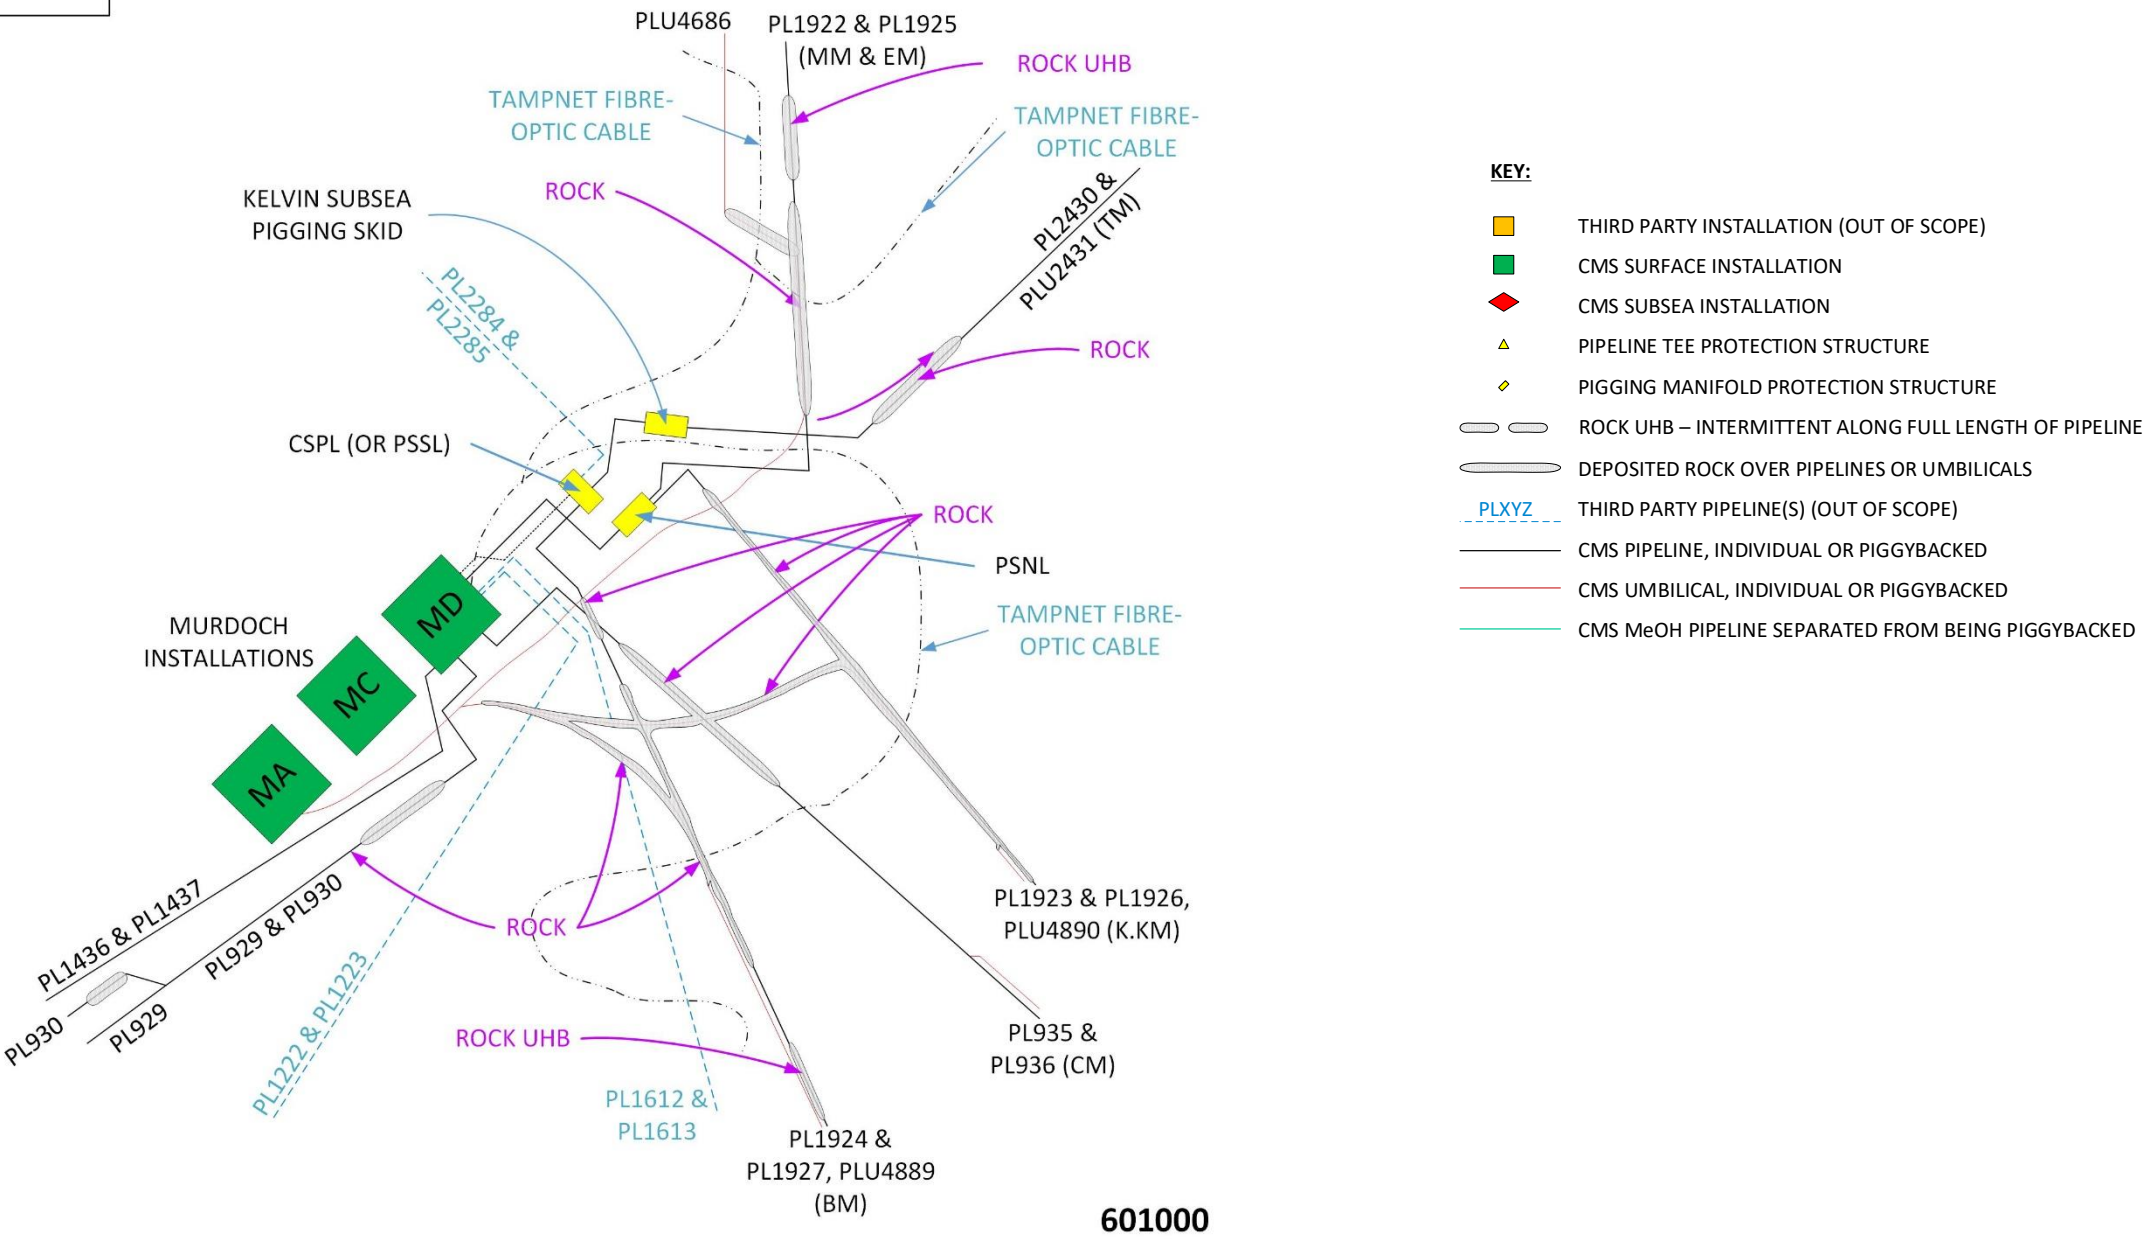 PLU4686
PL1922 & PL1925
(MM & EM)
ROCK UHB
TAMPNET FIBRE-
OPTIC CABLE
TAMPNET FIBRE-
OPTIC CABLE
ROCK
KELVIN SUBSEA
PIGGING SKID
PL2430 &
PLU2431 (TM)
PL2284 &
PL2285
ROCK
CSPL (OR PSSL)
ROCK
PSNL
MURDOCH
INSTALLATIONS
MD
MC
MA
TAMPNET FIBRE-
OPTIC CABLE
PL1436 & PL1437
PL929 & PL930
PL930
PL929
PL1222 & PL1223
ROCK
PL1923 & PL1926,
PLU4890 (K.KM)
ROCK UHB
PL935 &
PL936 (CM)
PL1612 &
PL1613
PL1924 &
PL1927, PLU4889
(BM)
601000
KEY:
THIRD PARTY INSTALLATION (OUT OF SCOPE)
CMS SURFACE INSTALLATION
CMS SUBSEA INSTALLATION
PIPELINE TEE PROTECTION STRUCTURE
PIGGING MANIFOLD PROTECTION STRUCTURE
ROCK UHB – INTERMITTENT ALONG FULL LENGTH OF PIPELINE
DEPOSITED ROCK OVER PIPELINES OR UMBILICALS
PLXYZ THIRD PARTY PIPELINE(S) (OUT OF SCOPE)
CMS PIPELINE, INDIVIDUAL OR PIGGYBACKED
CMS UMBILICAL, INDIVIDUAL OR PIGGYBACKED
CMS MeOH PIPELINE SEPARATED FROM BEING PIGGYBACKED